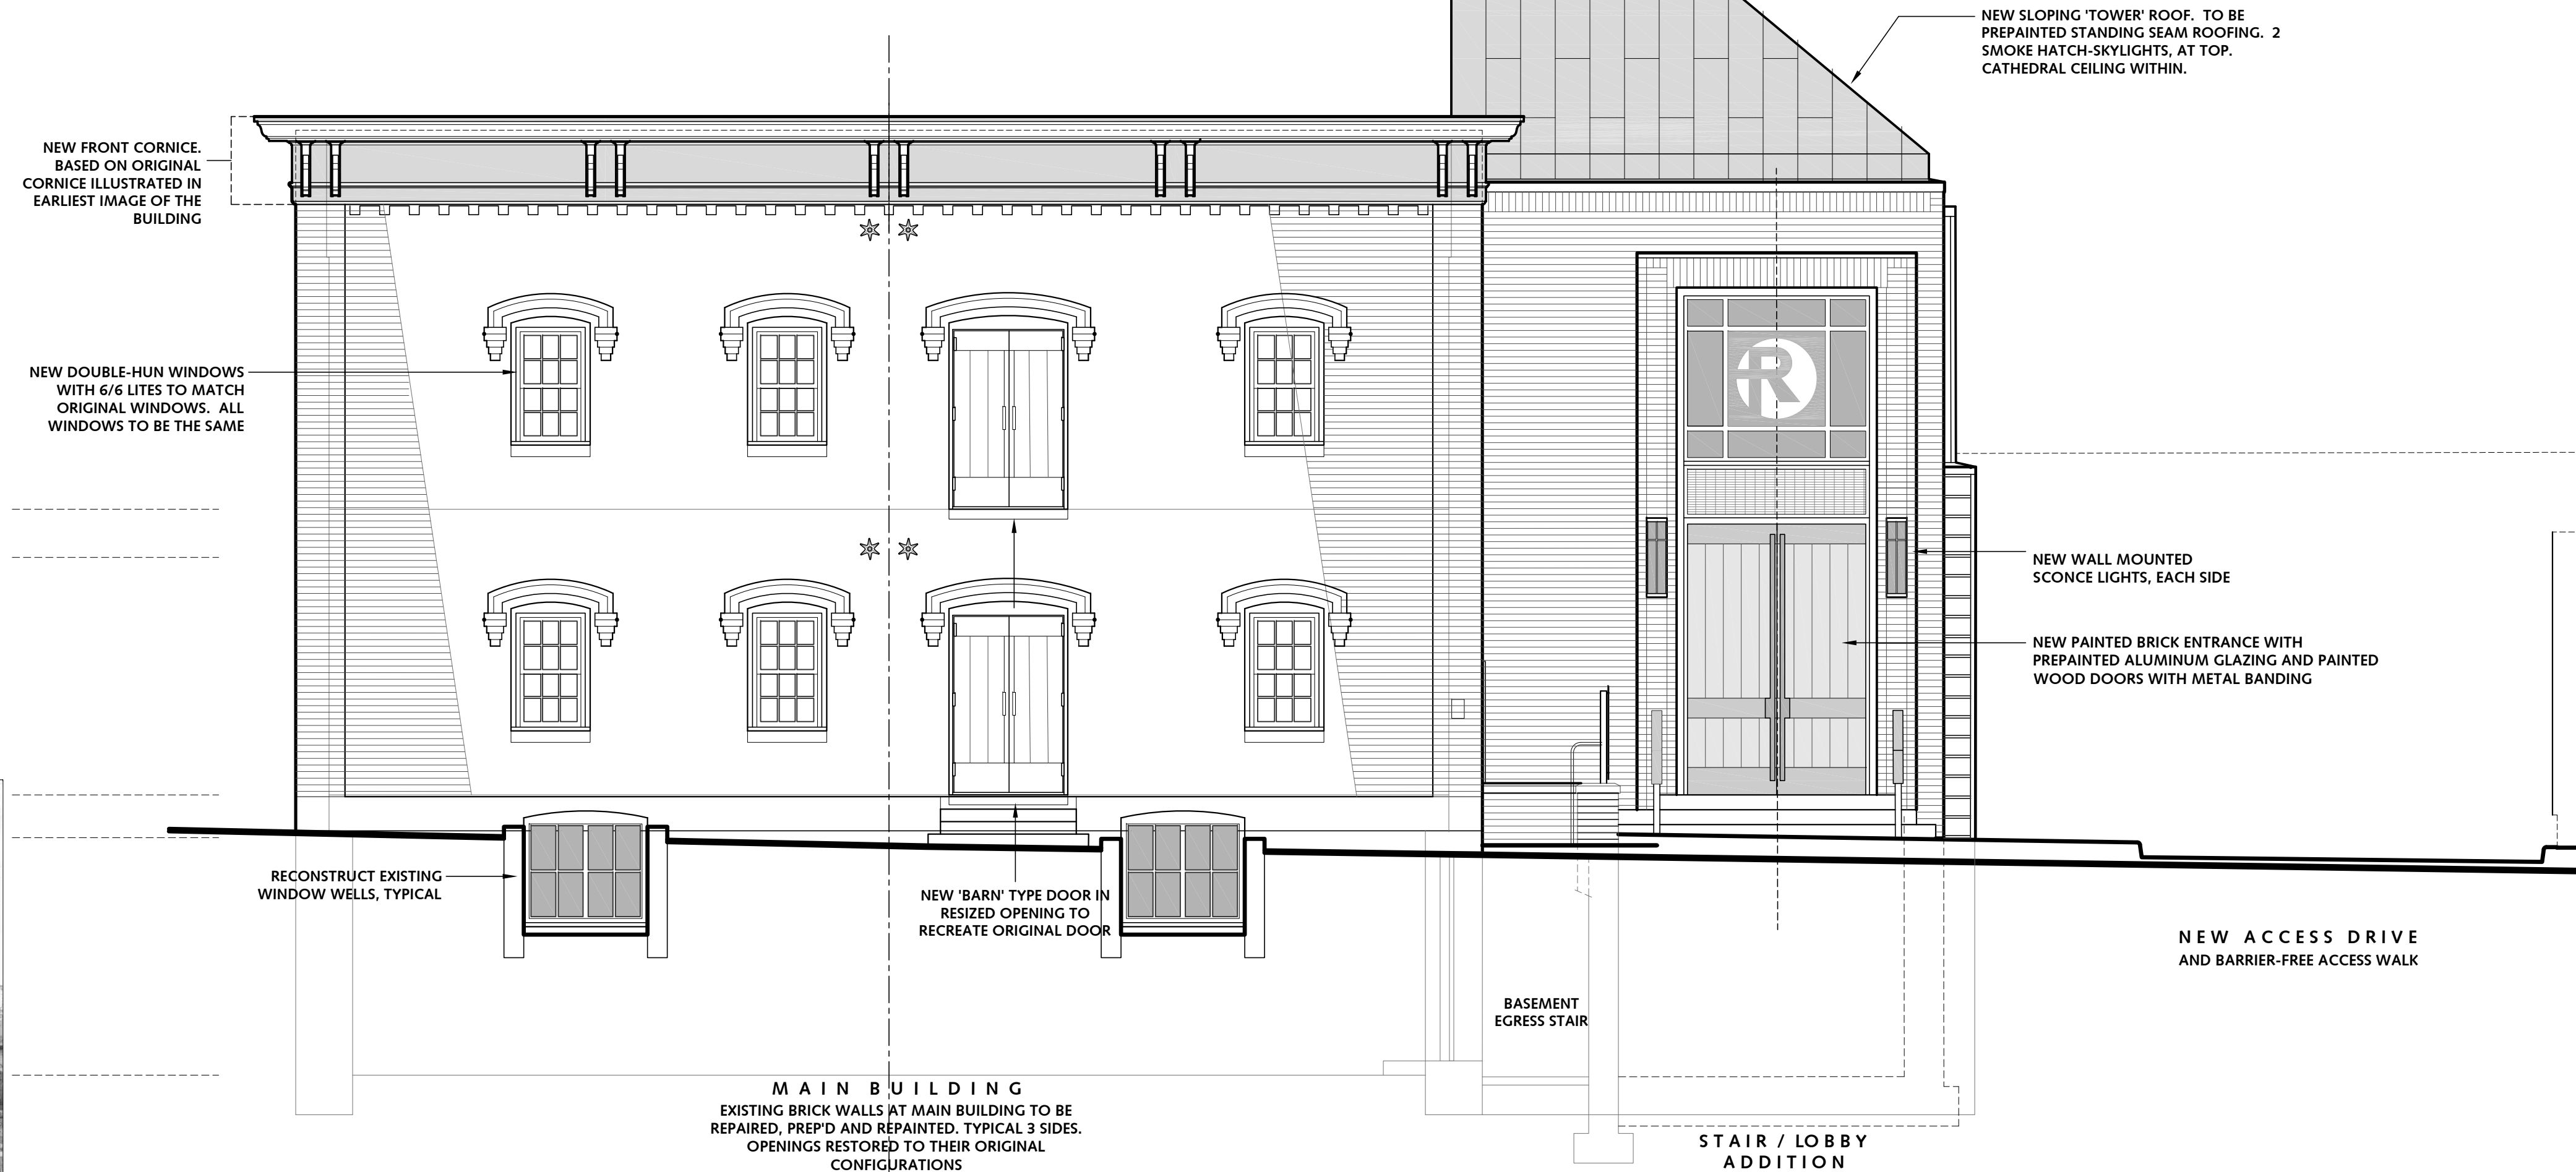 NEW SLOPING 'TOWER' ROOF. TO BE
PREPAINTED STANDING SEAM ROOFING. 2
SMOKE HATCH-SKYLIGHTS, AT TOP.
CATHEDRAL CEILING WITHIN.
NEW FRONT CORNICE.
BASED ON ORIGINAL
CORNICE ILLUSTRATED IN
EARLIEST IMAGE OF THE
BUILDING
NEW DOUBLE-HUN WINDOWS
WITH 6/6 LITES TO MATCH
ORIGINAL WINDOWS. ALL
WINDOWS TO BE THE SAME
R
NEW WALL MOUNTED
SCONCE LIGHTS, EACH SIDE
NEW PAINTED BRICK ENTRANCE WITH
PREPAINTED ALUMINUM GLAZING AND PAINTED
WOOD DOORS WITH METAL BANDING
RECONSTRUCT EXISTING
WINDOW WELLS, TYPICAL
NEW 'BARN' TYPE DOOR IN
RESIZED OPENING TO
RECREATE ORIGINAL DOOR
NEW ACCESS DRIVE
AND BARRIER-FREE ACCESS WALK
BASEMENT
EGRESS STAIR
MAIN BUILDING
EXISTING BRICK WALLS AT MAIN BUILDING TO BE
REPAIRED, PREP'D AND REPAINTED. TYPICAL 3 SIDES.
OPENINGS RESTORED TO THEIR ORIGINAL
CONFIGURATIONS
STAIR / LOBBY
ADDITION